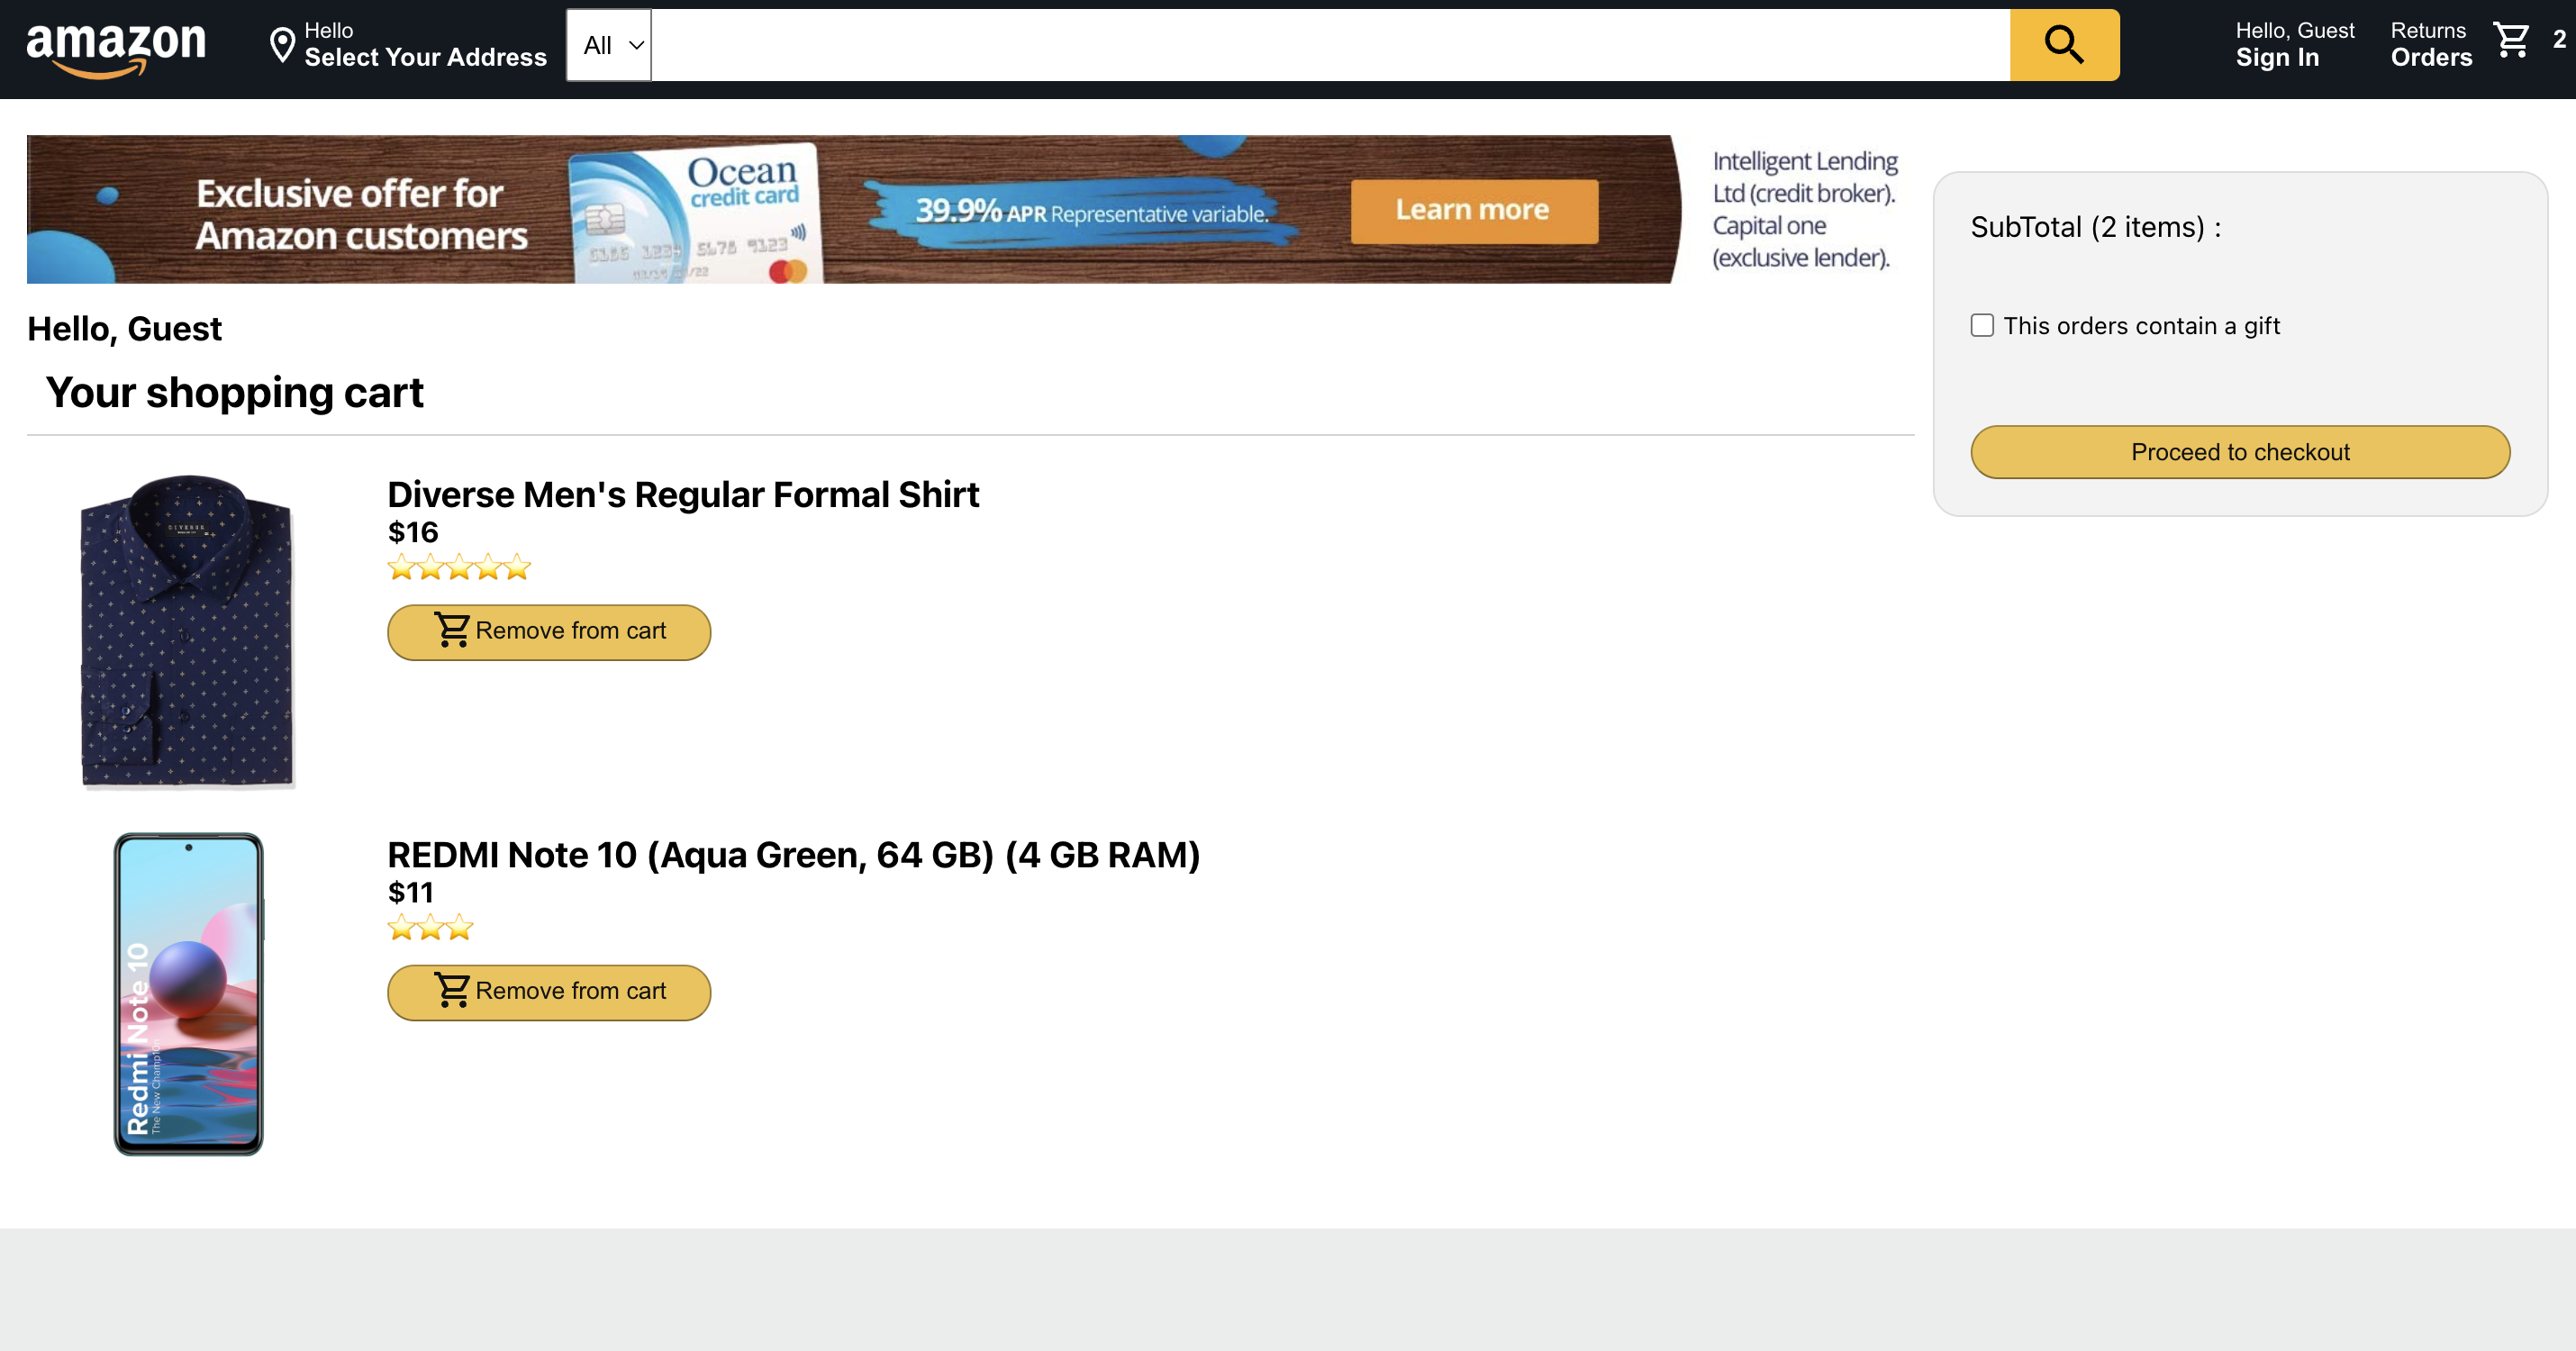 amazon
Hello
Select Your Address
All
Hello, Guest
Sign In
Returns
Orders
2
Exclusive offer for
Amazon customers
Ocean
credit card
39.9% APR Representative variable.
Learn more
Intelligent Lending
Ltd (credit broker).
Capital one
(exclusive lender).
SubTotal (2 items) :
This orders contain a gift
Proceed to checkout
Hello, Guest
Your shopping cart
Diverse Men's Regular Formal Shirt
$16
Remove from cart
DIVERSE
REDMI Note 10 (Aqua Green, 64 GB) (4 GB RAM)
$11
Remove from cart
Redmi Note 10
The New Champion